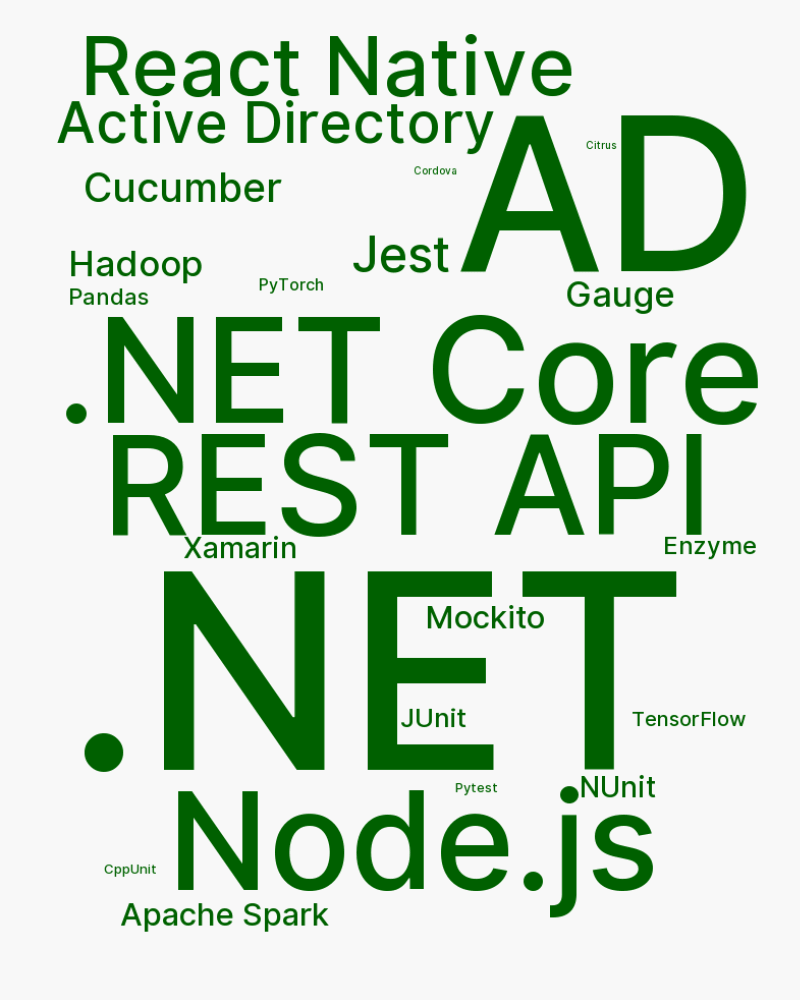 React Native
Active Directory
AD
Citrus
Cordova
Cucumber
Jest
Hadoop
PyTorch
Pandas
Gauge
.NET Core
REST API
Xamarin
Enzyme
.NET
Mockito
JUnit
TensorFlow
Pytest
NUnit
Node.js
CppUnit
Apache Spark